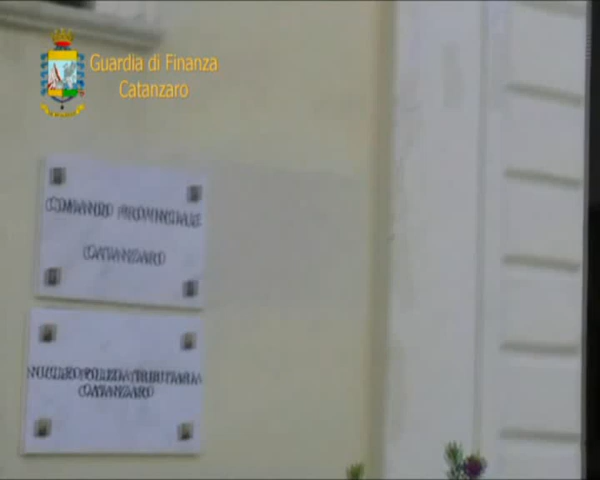 Guardia di Finanza
Catanzaro
COMANDO PROVINCIALE
CATANZARO
NUCLEO POLIZIA TRIBUTARIA
CATANZARO